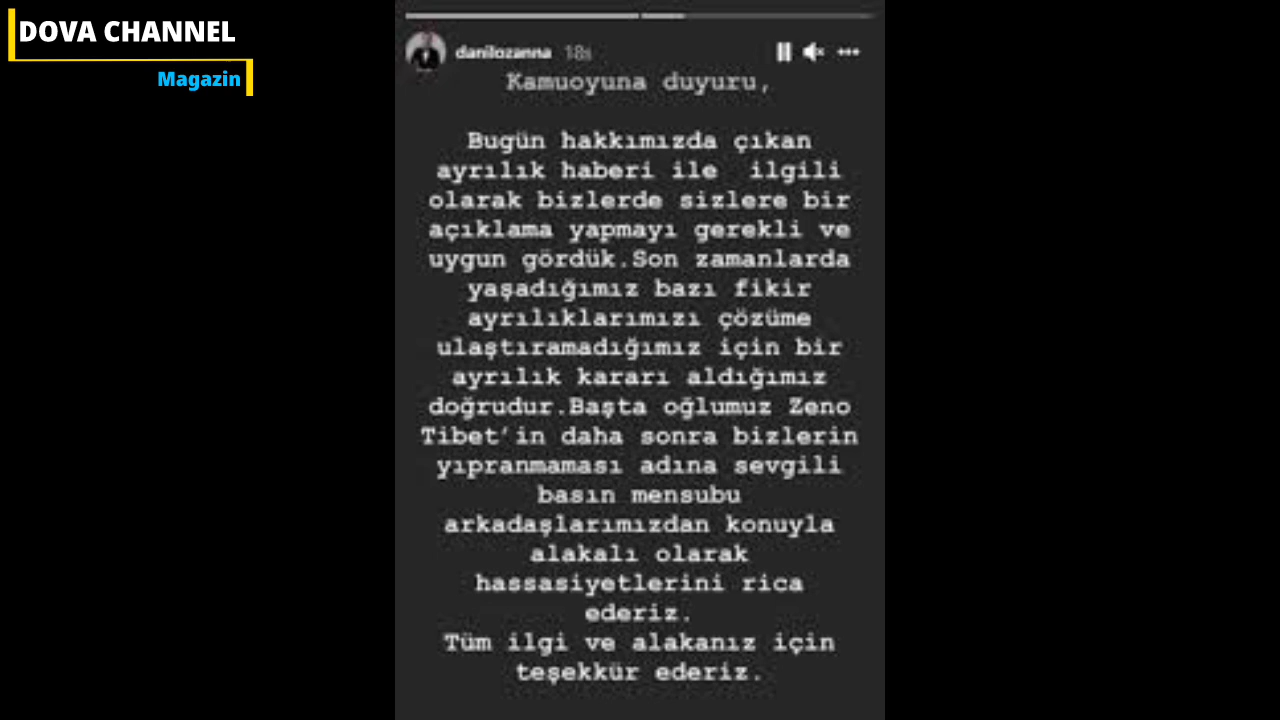 DOVA CHANNEL
Magazin
danilozanna 18s
Kamuoyuna duyuru,
Bugün hakkımızda çıkan
ayrılık haberi ile ilgili
olarak bizlerde sizlere bir
açıklama yapmayı gerekli ve
uygun gördük.Son zamanlarda
yaşadığımız bazı fikir
ayrılıklarımızı çözüme
ulaştıramadığımız için bir
ayrılık kararı aldığımız
doğrudur.Başta oğlumuz Zeno
Tibet’in daha sonra bizlerin
yıpranmaması adına sevgili
basın mensubu
arkadaşlarımızdan konuyla
alakalı olarak
hassasiyetlerini rica
ederiz.
Tüm ilgi ve alakanız için
teşekkür ederiz.